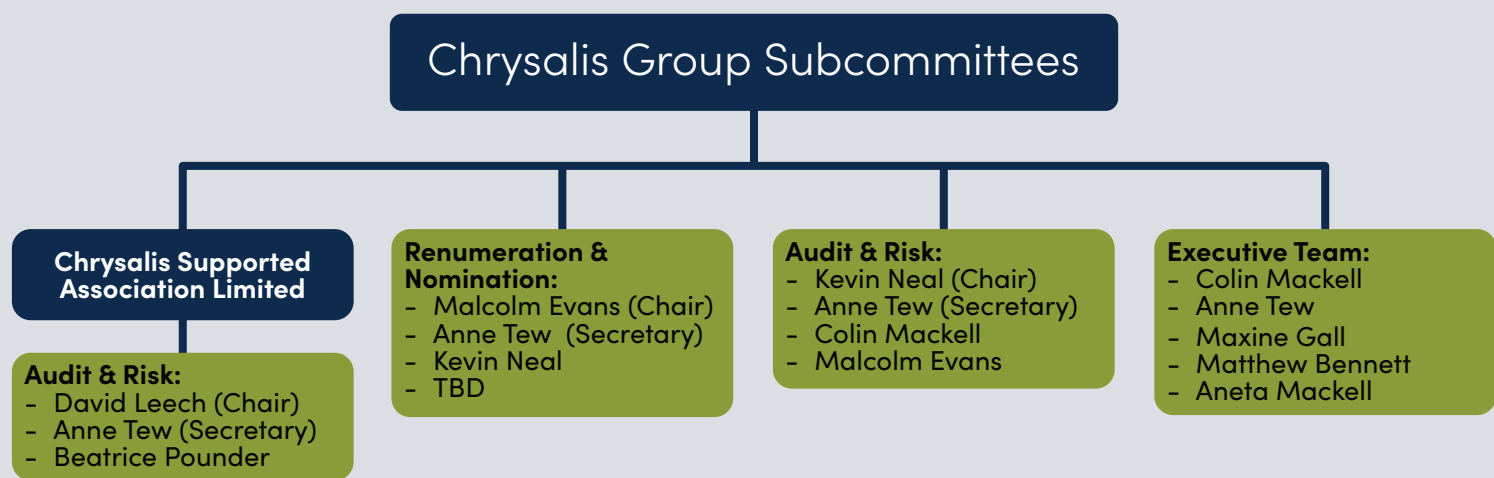 Chrysalis Group Subcommittees
Chrysalis Supported
Association Limited
Audit & Risk:
- David Leech (Chair)
- Anne Tew (Secretary)
- Beatrice Pounder
Renumeration &
Nomination:
- Malcolm Evans (Chair)
- Anne Tew  (Secretary)
- Kevin Neal
- TBD
Audit & Risk:
- Kevin Neal (Chair)
- Anne Tew (Secretary)
- Colin Mackell
- Malcolm Evans
Executive Team:
- Colin Mackell
- Anne Tew
- Maxine Gall
- Matthew Bennett
- Aneta Mackell